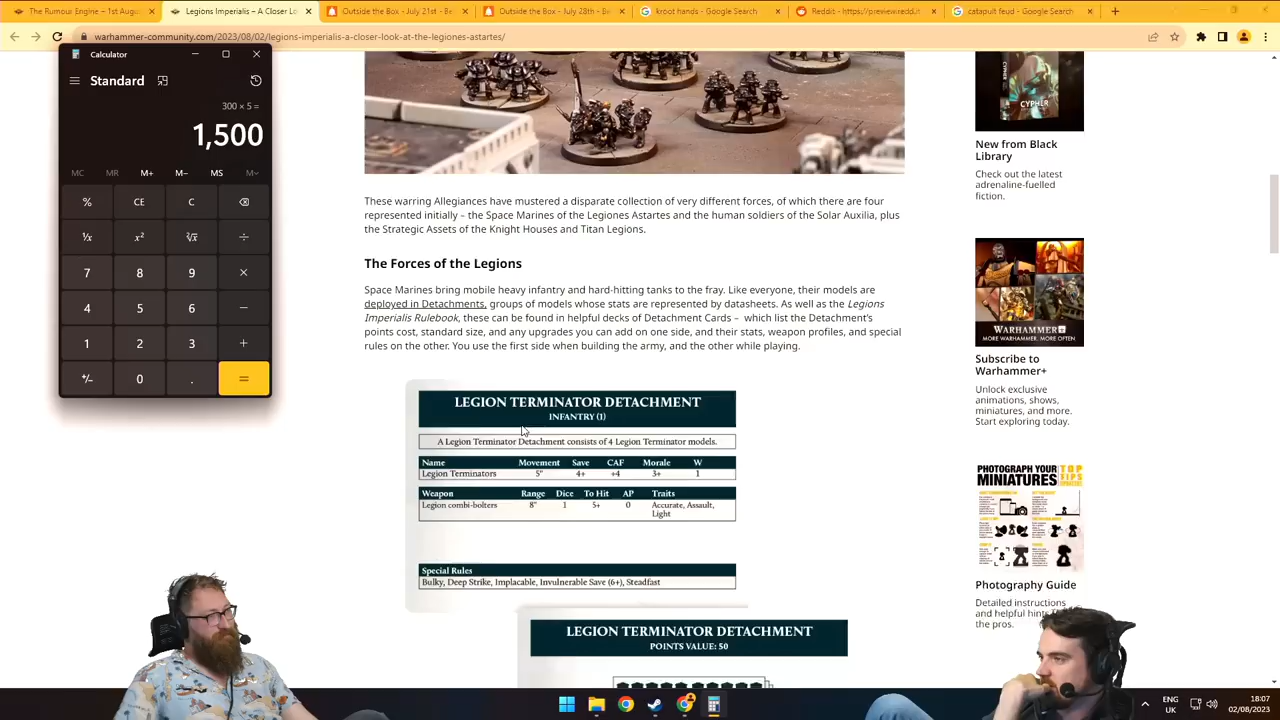 The Rumour Engine – 1st Augus
Legions Imperialis – A Closer Lo
Outside the Box - July 21st - Be
Outside the Box - July 28th - Be
kroot hands - Google Search
Reddit - https://preview.redd.it
catapult feud - Google Search
warhammer-community.com/2023/08/02/legions-imperialis-a-closer-look-at-the-legiones-astartes/
Calculator
Standard
300 × 5 =
1,500
MC MR M+ M− MS M˅
% CE C
¹/x x² ²√x ÷
7 8 9 ×
4 5 6 −
1 2 3 +
+/− 0 . =
These warring Allegiances have mustered a disparate collection of very different forces, of which there are four
represented initially – the Space Marines of the Legiones Astartes and the human soldiers of the Solar Auxilia, plus
the Strategic Assets of the Knight Houses and Titan Legions.
The Forces of the Legions
Space Marines bring mobile heavy infantry and hard-hitting tanks to the fray. Like everyone, their models are
deployed in Detachments, groups of models whose stats are represented by datasheets. As well as the Legions
Imperialis Rulebook, these can be found in helpful decks of Detachment Cards – which list the Detachment's
points cost, standard size, and any upgrades you can add on one side, and their stats, weapon profiles, and special
rules on the other. You use the first side when building the army, and the other while playing.
LEGION TERMINATOR DETACHMENT
INFANTRY (1)
A Legion Terminator Detachment consists of 4 Legion Terminator models.
Name Movement Save CAF Morale W
Legion Terminators 5" 4+ +4 3+ 1
Weapon Range Dice To Hit AP Traits
Legion combi-bolters 8" 1 5+ 0 Accurate, Assault,
Light
Special Rules
Bulky, Deep Strike, Implacable, Invulnerable Save (6+), Steadfast
LEGION TERMINATOR DETACHMENT
POINTS VALUE: 50
CYPHER
New from Black
Library
Check out the latest
adrenaline-fuelled
fiction.
WARHAMMER+
MORE WARHAMMER, MORE OFTEN
Subscribe to
Warhammer+
Unlock exclusive
animations, shows,
miniatures, and more.
Start exploring today.
PHOTOGRAPH YOUR
MINIATURES
TOP
TIPS
Photography Guide
Detailed instructions
and helpful hints
the pros.
ENG
UK
18:07
02/08/2023